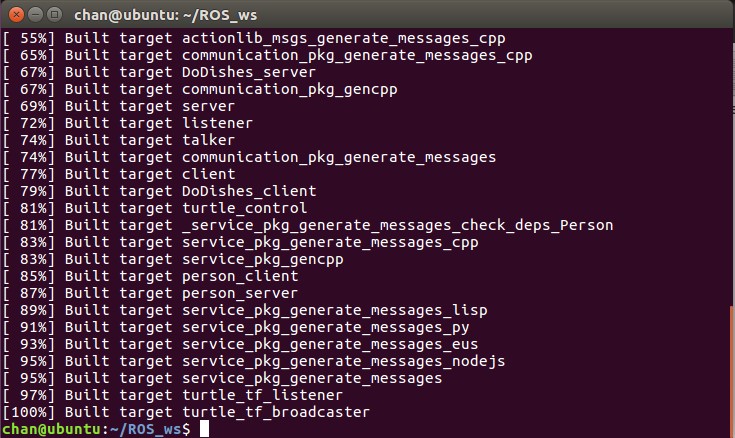 chan@ubuntu: ~/ROS_ws
[ 55%] Built target actionlib_msgs_generate_messages_cpp
[ 65%] Built target communication_pkg_generate_messages_cpp
[ 67%] Built target DoDishes_server
[ 67%] Built target communication_pkg_gencpp
[ 69%] Built target server
[ 72%] Built target listener
[ 74%] Built target talker
[ 74%] Built target communication_pkg_generate_messages
[ 77%] Built target client
[ 79%] Built target DoDishes_client
[ 81%] Built target turtle_control
[ 81%] Built target _service_pkg_generate_messages_check_deps_Person
[ 83%] Built target service_pkg_generate_messages_cpp
[ 83%] Built target service_pkg_gencpp
[ 85%] Built target person_client
[ 87%] Built target person_server
[ 89%] Built target service_pkg_generate_messages_lisp
[ 91%] Built target service_pkg_generate_messages_py
[ 93%] Built target service_pkg_generate_messages_eus
[ 95%] Built target service_pkg_generate_messages_nodejs
[ 95%] Built target service_pkg_generate_messages
[ 97%] Built target turtle_tf_listener
[100%] Built target turtle_tf_broadcaster
chan@ubuntu:~/ROS_ws$